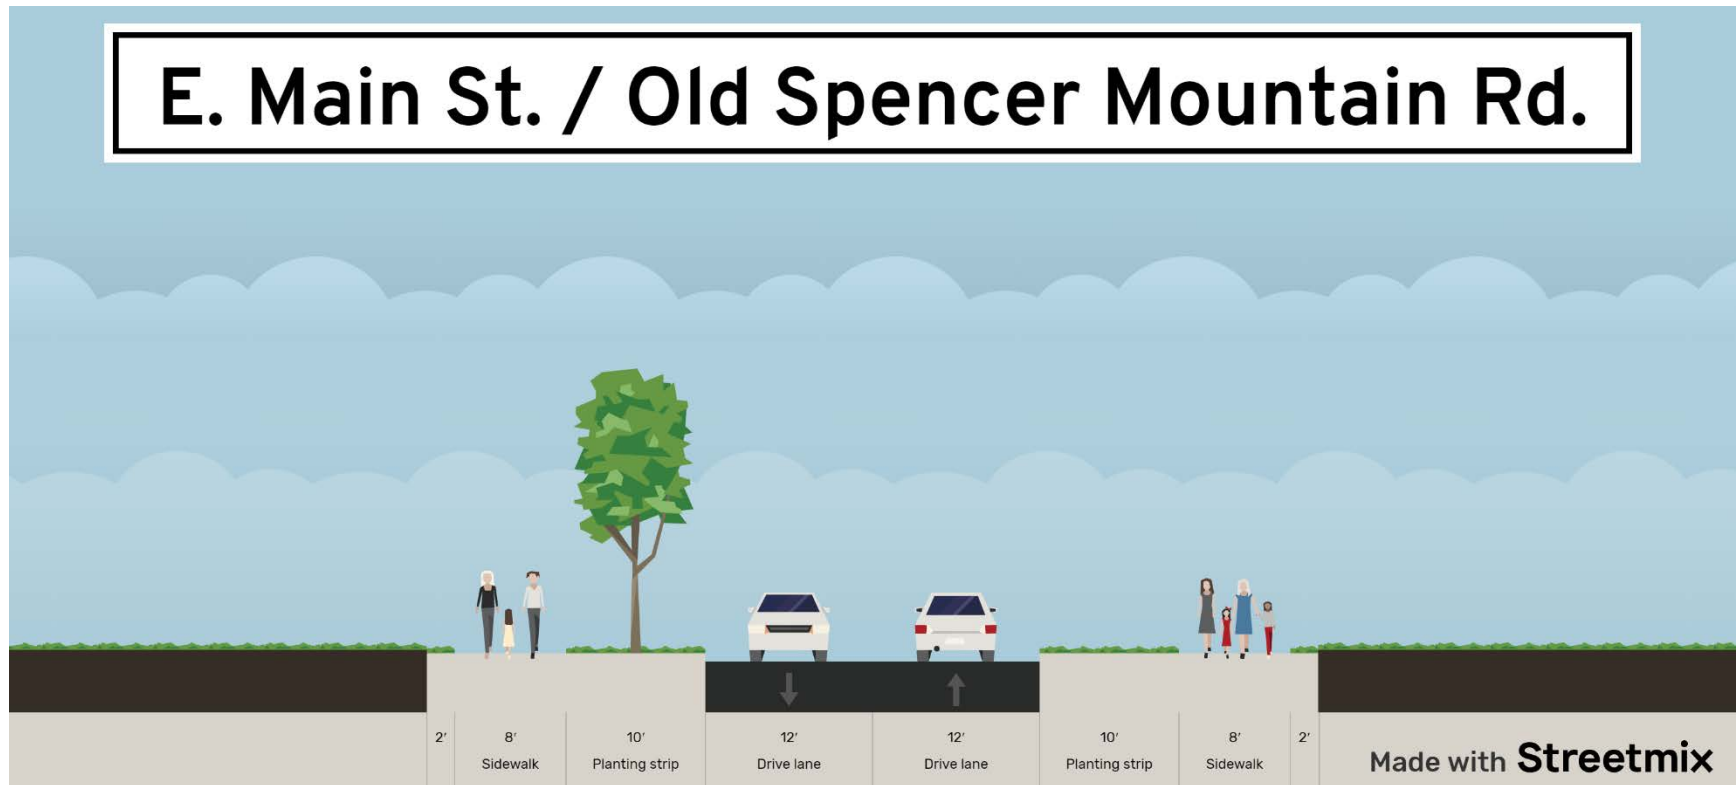 E. Main St. / Old Spencer Mountain Rd.
2′ 8′ 10′ 12′ 12′ 10′ 8′ 2′
Sidewalk Planting strip Drive lane Drive lane Planting strip Sidewalk
Made with Streetmix